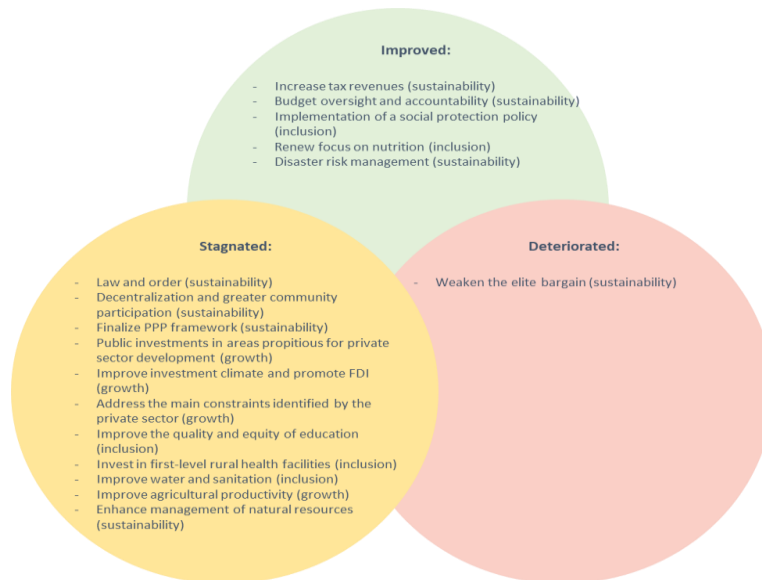 Improved:
- Increase tax revenues (sustainability)
- Budget oversight and accountability (sustainability)
- Implementation of a social protection policy
(inclusion)
- Renew focus on nutrition (inclusion)
- Disaster risk management (sustainability)
Stagnated:
- Law and order (sustainability)
- Decentralization and greater community
participation (sustainability)
- Finalize PPP framework (sustainability)
- Public investments in areas propitious for private
sector development (growth)
- Improve investment climate and promote FDI
(growth)
- Address the main constraints identified by the
private sector (growth)
- Improve the quality and equity of education
(inclusion)
- Invest in first-level rural health facilities (inclusion)
- Improve water and sanitation (inclusion)
- Improve agricultural productivity (growth)
- Enhance management of natural resources
(sustainability)
Deteriorated:
- Weaken the elite bargain (sustainability)